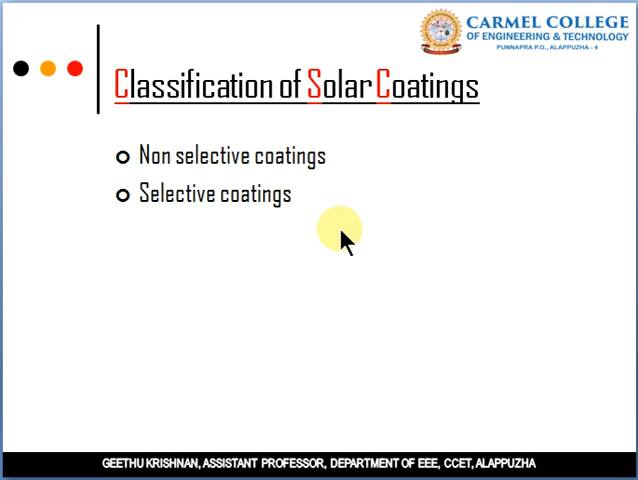 CARMEL COLLEGE
OF ENGINEERING & TECHNOLOGY
PUNNAPRA P.O., ALAPPUZHA - 4
Classification of Solar Coatings
Non selective coatings
Selective coatings
GEETHU KRISHNAN, ASSISTANT PROFESSOR, DEPARTMENT OF EEE, CCET, ALAPPUZHA